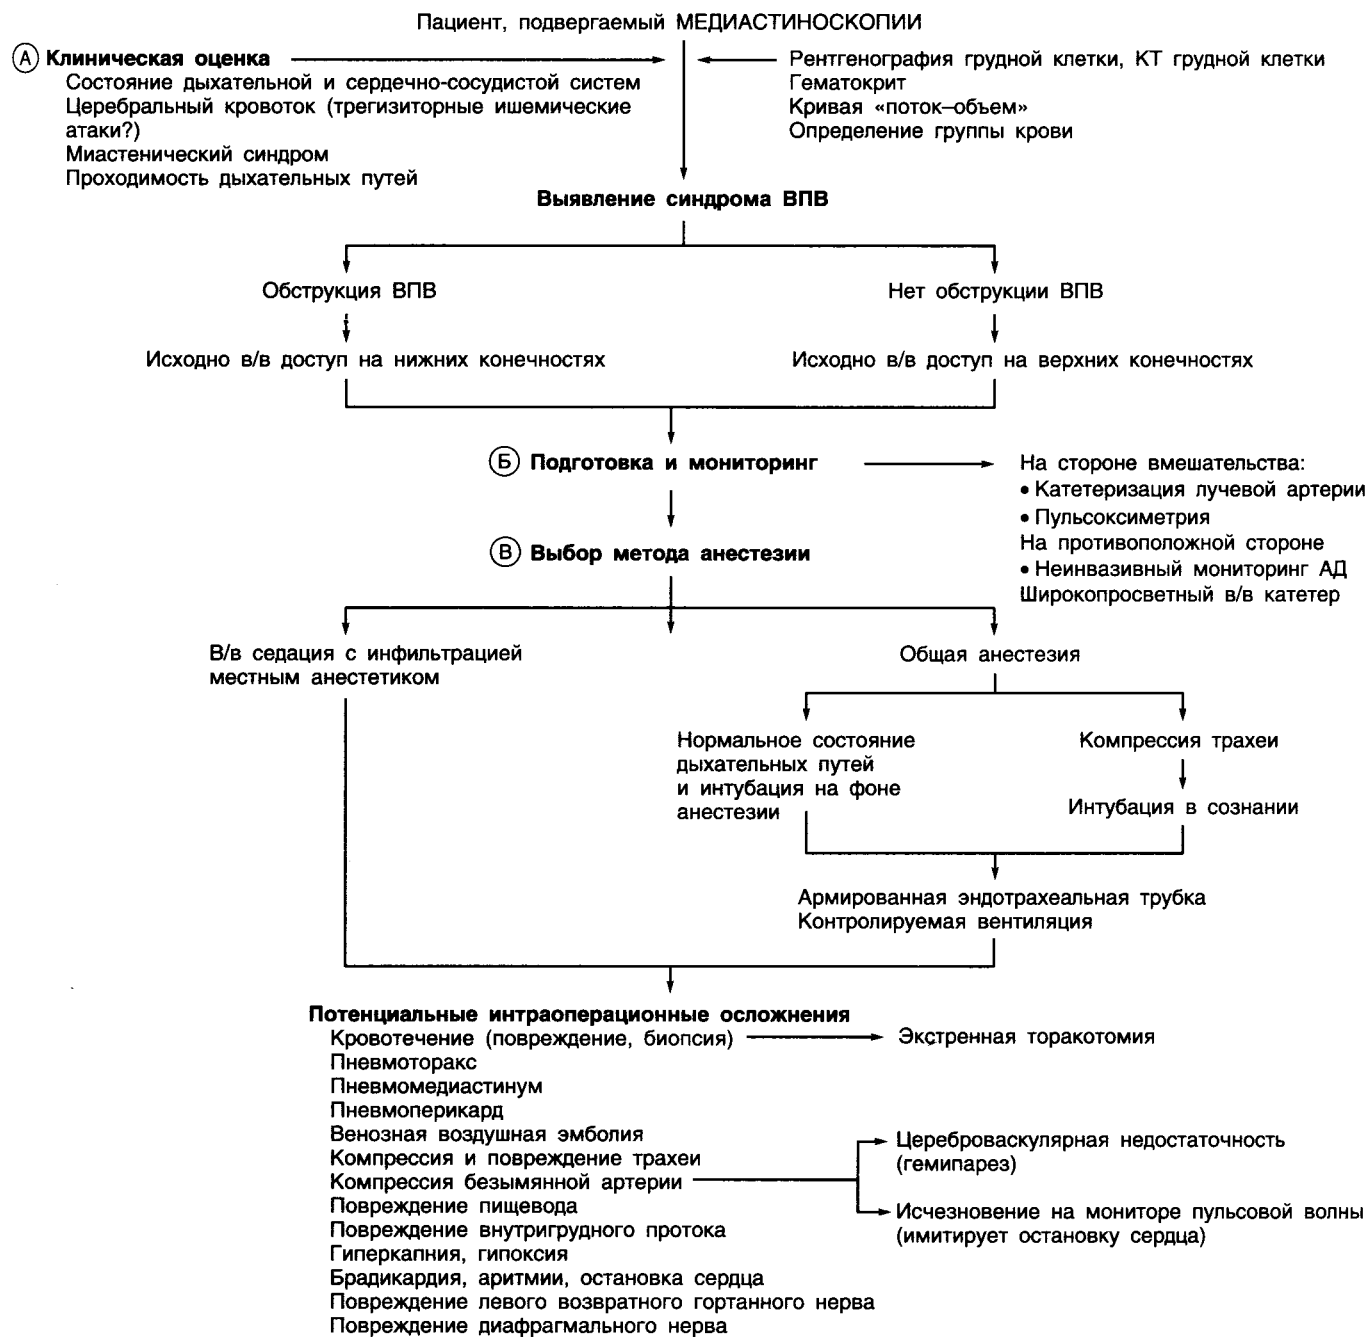 Пациент, подвергаемый МЕДИАСТИНОСКОПИИ
А Клиническая оценка
Состояние дыхательной и сердечно-сосудистой систем
Церебральный кровоток (трегизиторные ишемические
атаки?)
Миастенический синдром
Проходимость дыхательных путей
Рентгенография грудной клетки, КТ грудной клетки
Гематокрит
Кривая «поток–объем»
Определение группы крови
Выявление синдрома ВПВ
Обструкция ВПВ
Нет обструкции ВПВ
Исходно в/в доступ на нижних конечностях
Исходно в/в доступ на верхних конечностях
Б Подготовка и мониторинг
На стороне вмешательства:
• Катетеризация лучевой артерии
• Пульсоксиметрия
На противоположной стороне
• Неинвазивный мониторинг АД
Широкопросветный в/в катетер
В Выбор метода анестезии
В/в седация с инфильтрацией
местным анестетиком
Общая анестезия
Нормальное состояние
дыхательных путей
и интубация на фоне
анестезии
Компрессия трахеи
Интубация в сознании
Армированная эндотрахеальная трубка
Контролируемая вентиляция
Потенциальные интраоперационные осложнения
Кровотечение (повреждение, биопсия)
Экстренная торакотомия
Пневмоторакс
Пневмомедиастинум
Пневмоперикард
Венозная воздушная эмболия
Компрессия и повреждение трахеи
Компрессия безымянной артерии
Цереброваскулярная недостаточность
(гемипарез)
Исчезновение на мониторе пульсовой волны
(имитирует остановку сердца)
Повреждение пищевода
Повреждение внутригрудного протока
Гиперкапния, гипоксия
Брадикардия, аритмии, остановка сердца
Повреждение левого возвратного гортанного нерва
Повреждение диафрагмального нерва